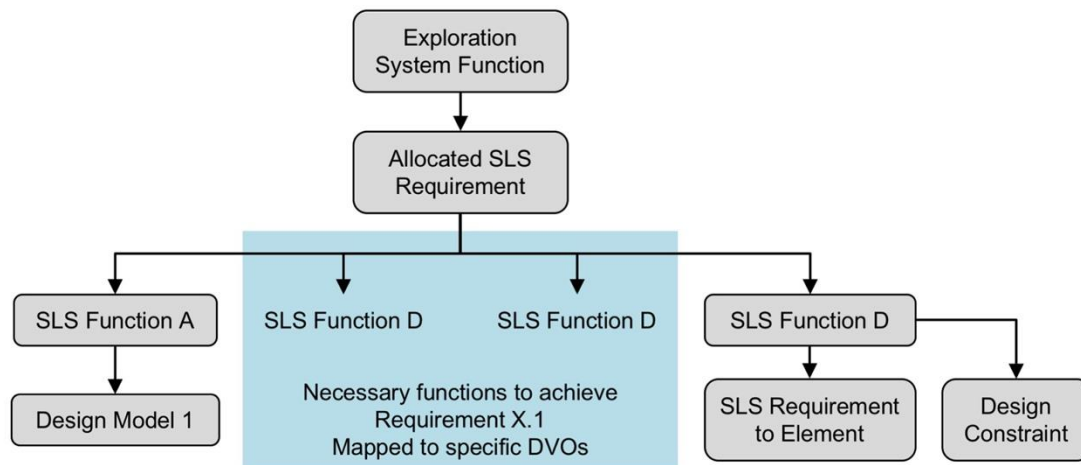 Exploration
System Function
Allocated SLS
Requirement
SLS Function A
SLS Function D
SLS Function D
SLS Function D
Design Model 1
Necessary functions to achieve
Requirement X.1
Mapped to specific DVOs
SLS Requirement
to Element
Design
Constraint